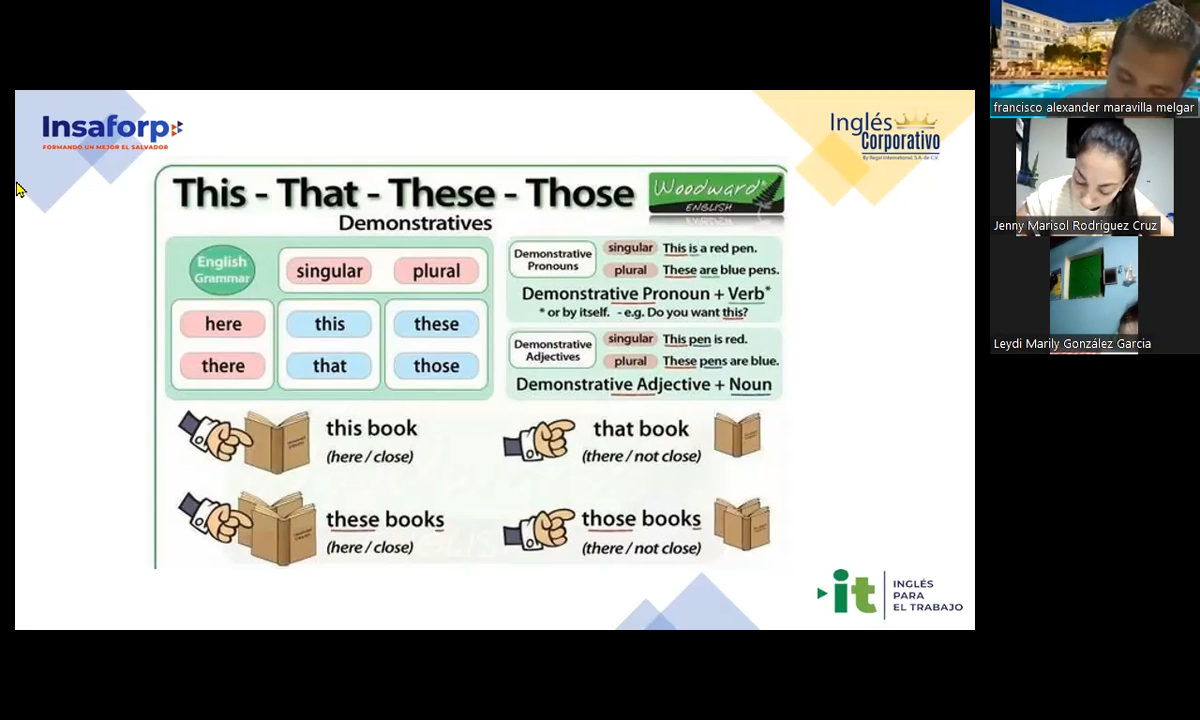 Insaforp
FORMANDO UN MEJOR EL SALVADOR
Inglés
Corporativo
By Regal International, S.A. de C.V.
This - That - These - Those
Demonstratives
Woodward
ENGLISH
English
Grammar
singular plural
here this these
there that those
Demonstrative
Pronouns
singular This is a red pen.
plural These are blue pens.
Demonstrative Pronoun + Verb*
* or by itself. - e.g. Do you want this?
Demonstrative
Adjectives
singular This pen is red.
plural These pens are blue.
Demonstrative Adjective + Noun
this book
(here / close)
that book
(there / not close)
these books
(here / close)
those books
(there / not close)
it
INGLÉS
PARA
EL TRABAJO
francisco alexander maravilla melgar
Jenny Marisol Rodriguez Cruz
Leydi Marily González Garcia